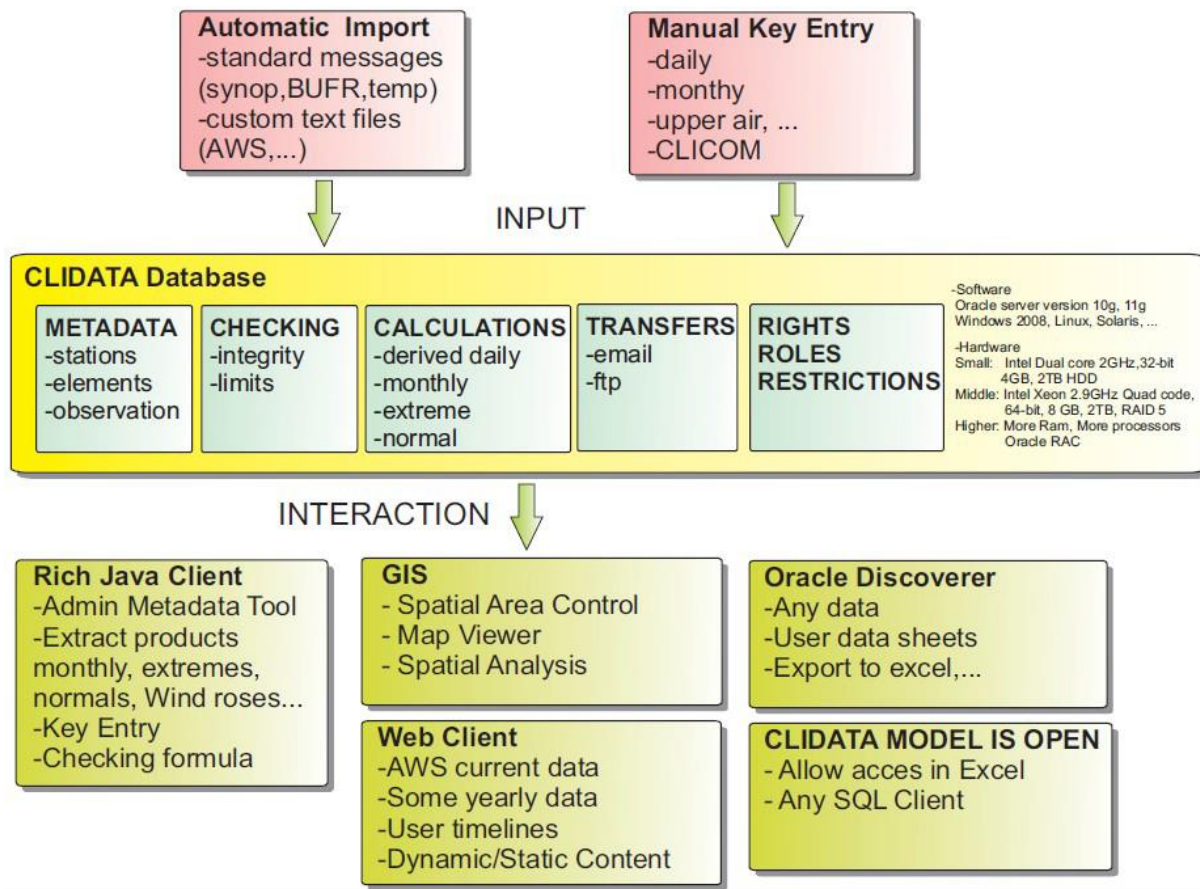 Automatic Import
-standard messages
(synop,BUFR,temp)
-custom text files
(AWS,...)
Manual Key Entry
-daily
-monthy
-upper air, ...
-CLICOM
INPUT
CLIDATA Database
METADATA
-stations
-elements
-observation
CHECKING
-integrity
-limits
CALCULATIONS
-derived daily
-monthly
-extreme
-normal
TRANSFERS
-email
-ftp
RIGHTS
ROLES
RESTRICTIONS
-Software
Oracle server version 10g, 11g
Windows 2008, Linux, Solaris, ...
-Hardware
Small: Intel Dual core 2GHz,32-bit
4GB, 2TB HDD
Middle: Intel Xeon 2.9GHz Quad code,
64-bit, 8 GB, 2TB, RAID 5
Higher: More Ram, More processors
Oracle RAC
INTERACTION
Rich Java Client
-Admin Metadata Tool
-Extract products
monthly, extremes,
normals, Wind roses...
-Key Entry
-Checking formula
GIS
- Spatial Area Control
- Map Viewer
- Spatial Analysis
Oracle Discoverer
-Any data
-User data sheets
-Export to excel,...
Web Client
-AWS current data
-Some yearly data
-User timelines
-Dynamic/Static Content
CLIDATA MODEL IS OPEN
- Allow acces in Excel
- Any SQL Client